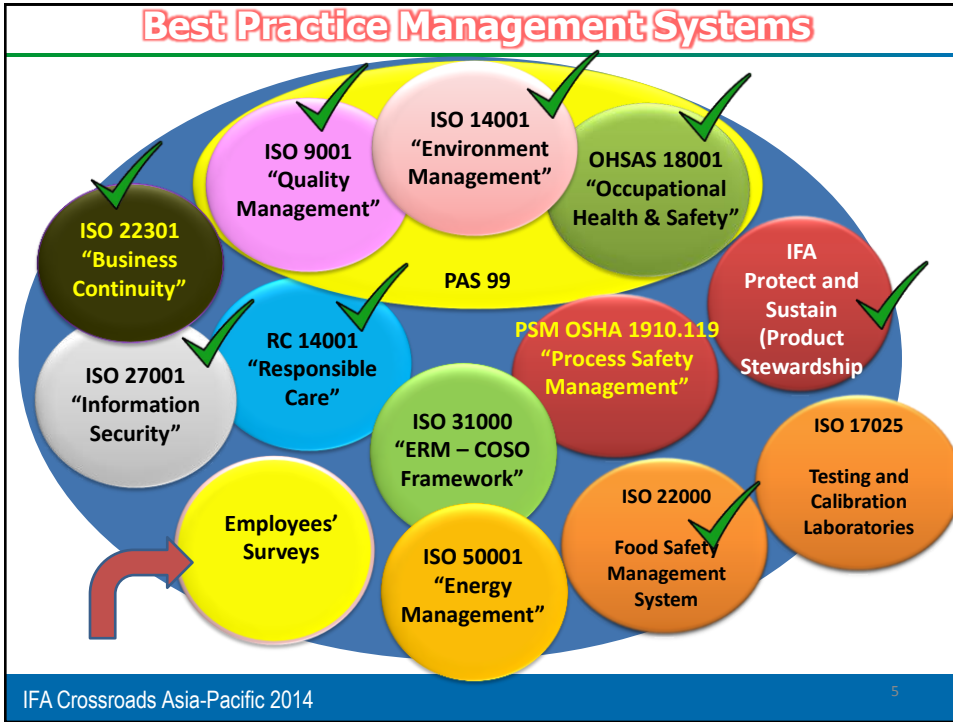 Best Practice Management Systems
ISO 14001
“Environment
Management”
ISO 9001
“Quality
Management”
OHSAS 18001
“Occupational
Health & Safety”
ISO 22301
“Business
Continuity”
PAS 99
IFA
Protect and
Sustain
(Product
Stewardship
RC 14001
“Responsible
Care”
PSM OSHA 1910.119
“Process Safety
Management”
ISO 27001
“Information
Security”
ISO 31000
“ERM – COSO
Framework”
ISO 17025
Testing and
Calibration
Laboratories
Employees’
Surveys
ISO 50001
“Energy
Management”
ISO 22000
Food Safety
Management
System
IFA Crossroads Asia-Pacific 2014
5